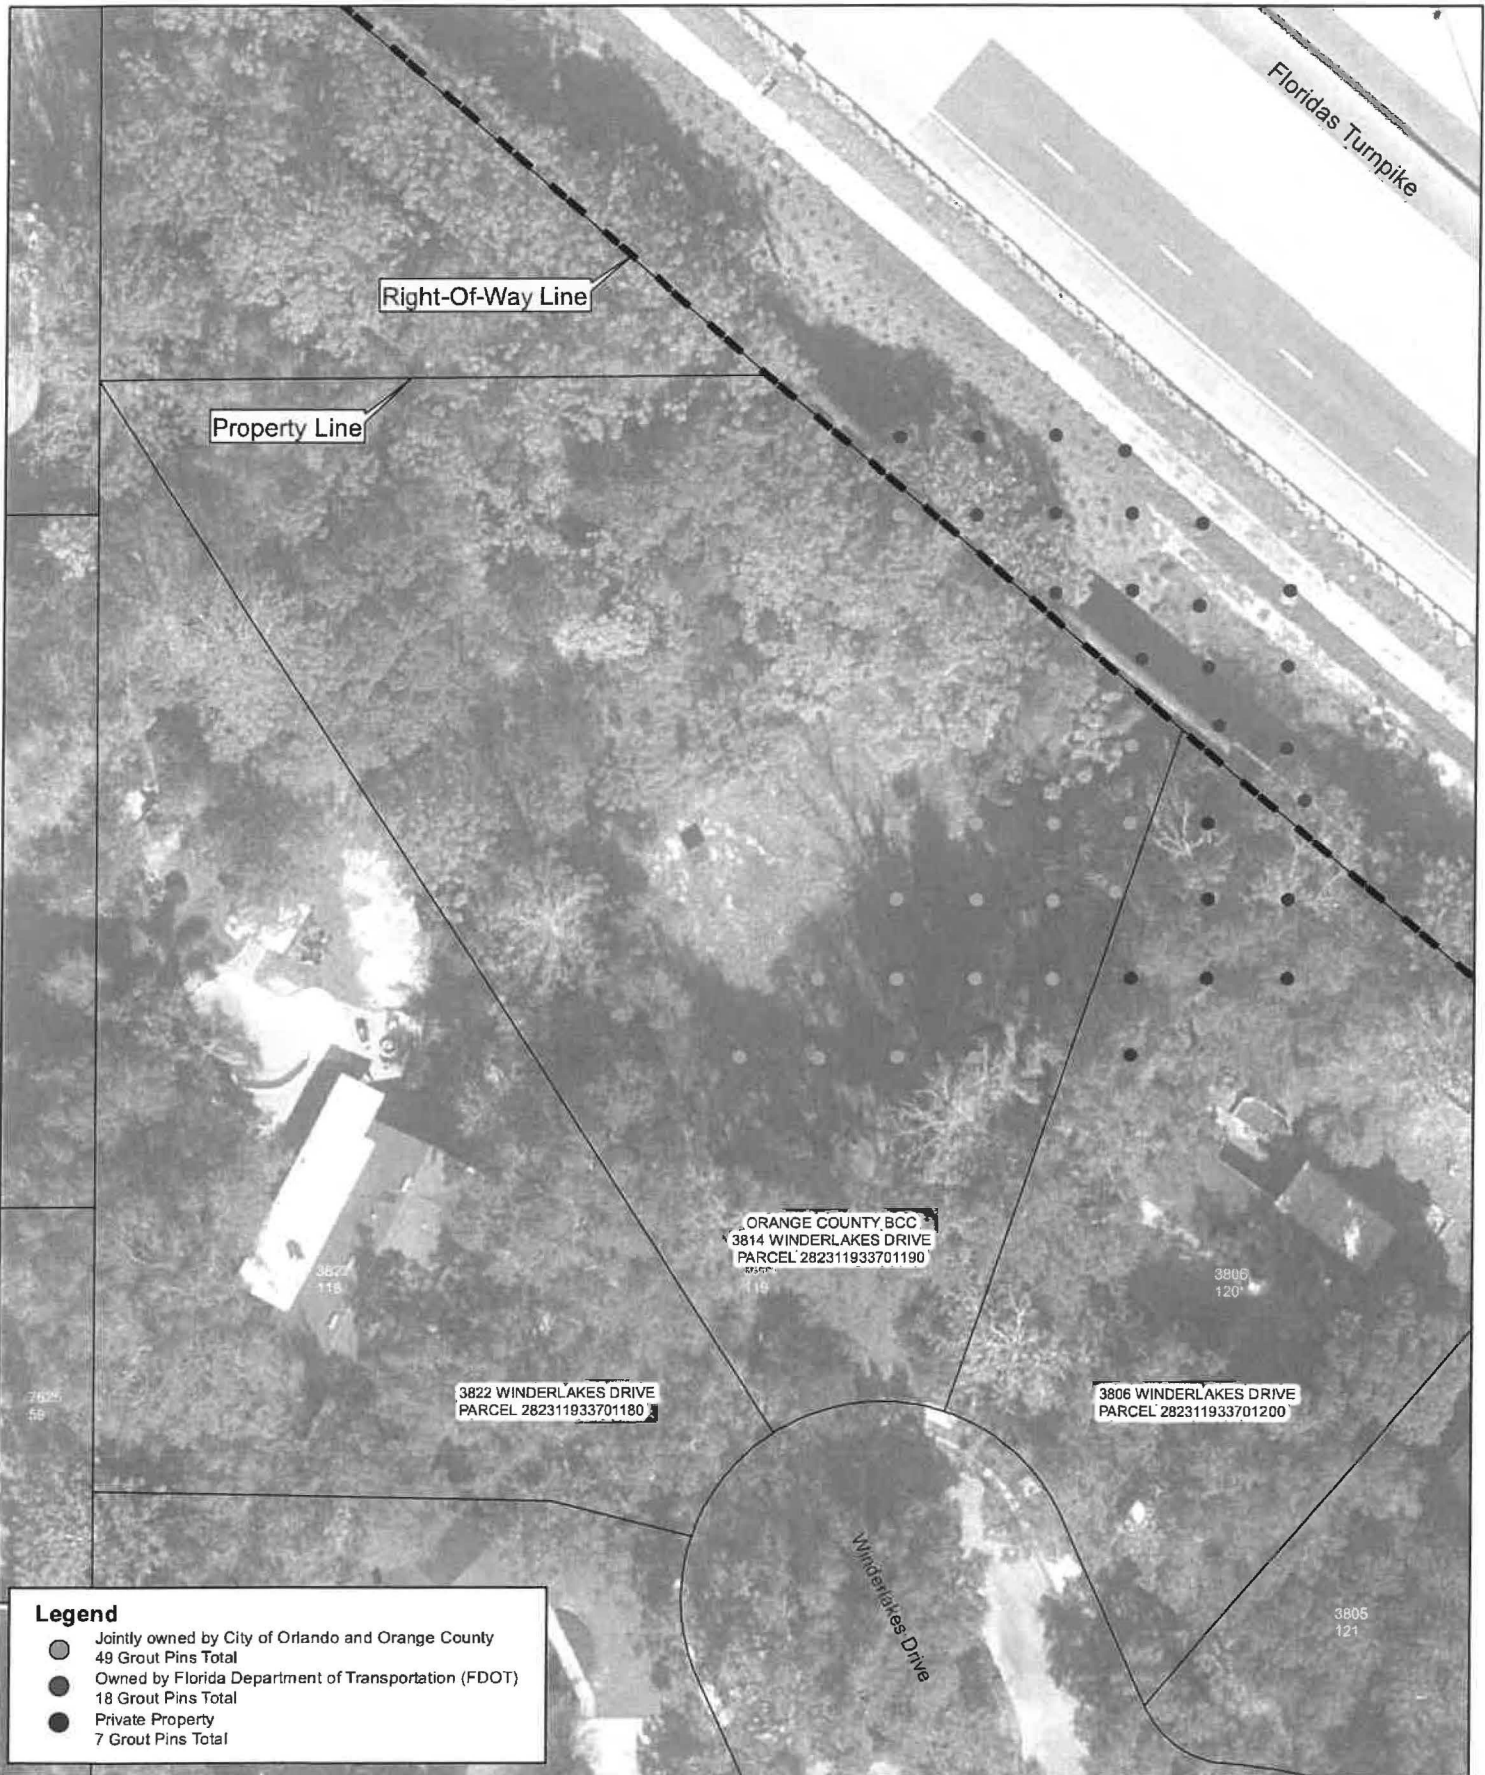 Floridas Turnpike
Right-Of-Way Line
Property Line
ORANGE COUNTY BCC
3814 WINDERLAKES DRIVE
PARCEL 282311933701190
119
118
3806
120
3822 WINDERLAKES DRIVE
PARCEL 282311933701180
3806 WINDERLAKES DRIVE
PARCEL 282311933701200
59
Winderlakes Drive
3805
121
Legend
Jointly owned by City of Orlando and Orange County
49 Grout Pins Total
Owned by Florida Department of Transportation (FDOT)
18 Grout Pins Total
Private Property
7 Grout Pins Total